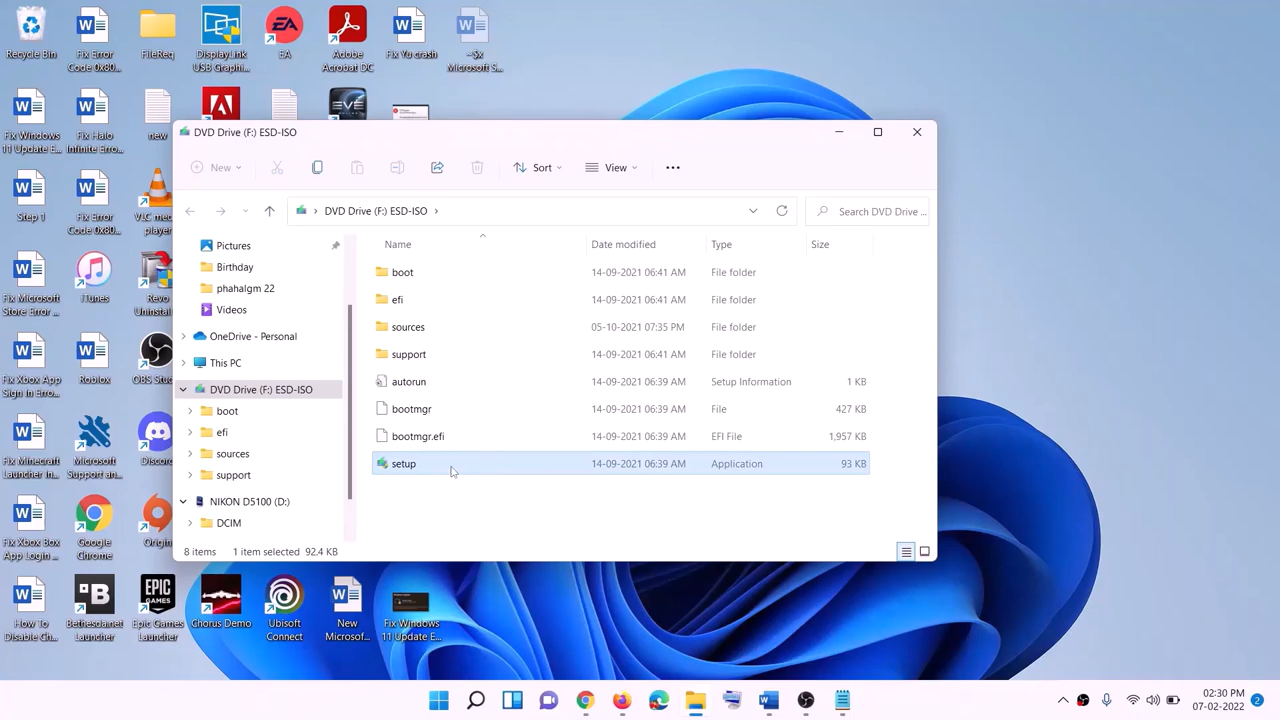 Recycle Bin
Fix Error
Code 0x80...
FileReq
DisplayLink
USB Graphi...
EA
Adobe
Acrobat DC
Fix Yu crash
~$x
Microsoft S...
Fix Windows
11 Update E...
Fix Halo
Infinite Erro...
new
DVD Drive (F:) ESD-ISO
New
Sort
View
DVD Drive (F:) ESD-ISO
Search DVD Drive ...
Step 1
Fix Error
Code 0x80...
VLC media
player
Name
Date modified
Type
Size
Pictures
Birthday
phahalgm 22
Videos
OneDrive - Personal
This PC
DVD Drive (F:) ESD-ISO
boot
efi
sources
support
NIKON D5100 (D:)
DCIM
boot 14-09-2021 06:41 AM File folder
efi 14-09-2021 06:41 AM File folder
sources 05-10-2021 07:35 PM File folder
support 14-09-2021 06:41 AM File folder
autorun 14-09-2021 06:39 AM Setup Information 1 KB
bootmgr 14-09-2021 06:39 AM File 427 KB
bootmgr.efi 14-09-2021 06:39 AM EFI File 1,957 KB
setup 14-09-2021 06:39 AM Application 93 KB
8 items 1 item selected 92.4 KB
Fix Microsoft
Store Error ...
iTunes
Revo
Uninstal
Fix Xbox App
Sign In Erro...
Roblox
OBS Stu
Fix Minecraft
Launcher In...
Microsoft
Support an...
Discord
Fix Xbox Box
App Login ...
Google
Chrome
Origin
How To
Disable Ch...
Bethesdanet
Launcher
Epic Games
Launcher
Chorus Demo
Ubisoft
Connect
New
Microsof...
Fix Windows
11 Update E...
02:30 PM
07-02-2022
2